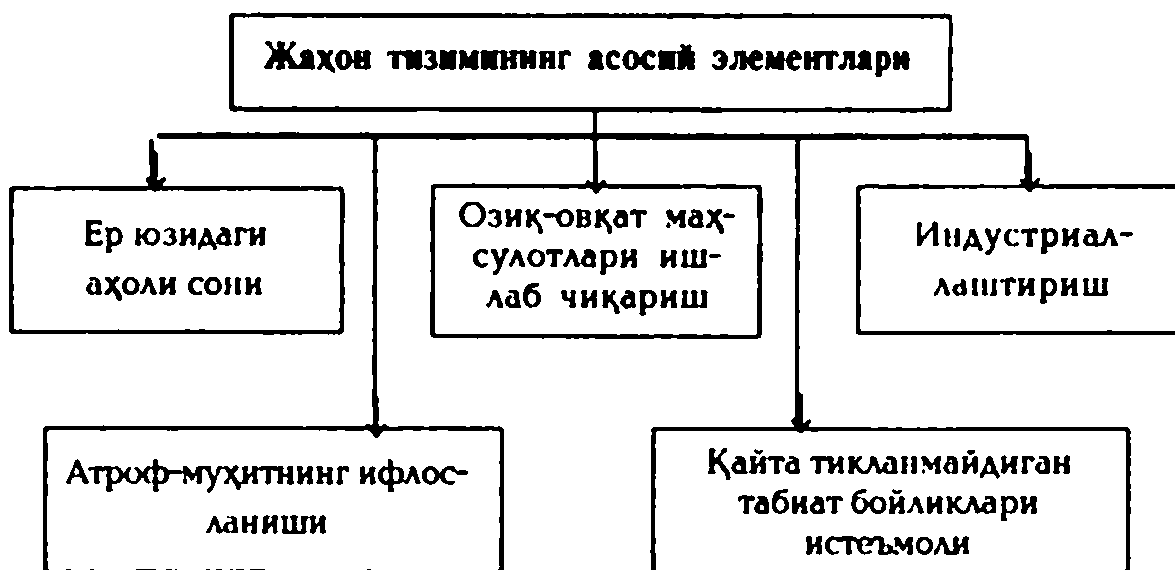 Жаҳон тизимининг асосий элементлари
Ер юзидаги
аҳоли сони
Озиқ-овқат маҳ-
сулотлари иш-
лаб чиқариш
Индустриал-
лаштириш
Атроф-муҳитнинг ифлос-
ланиши
Қайта тикланмайдиган
табиат бойликлари
истеъмоли